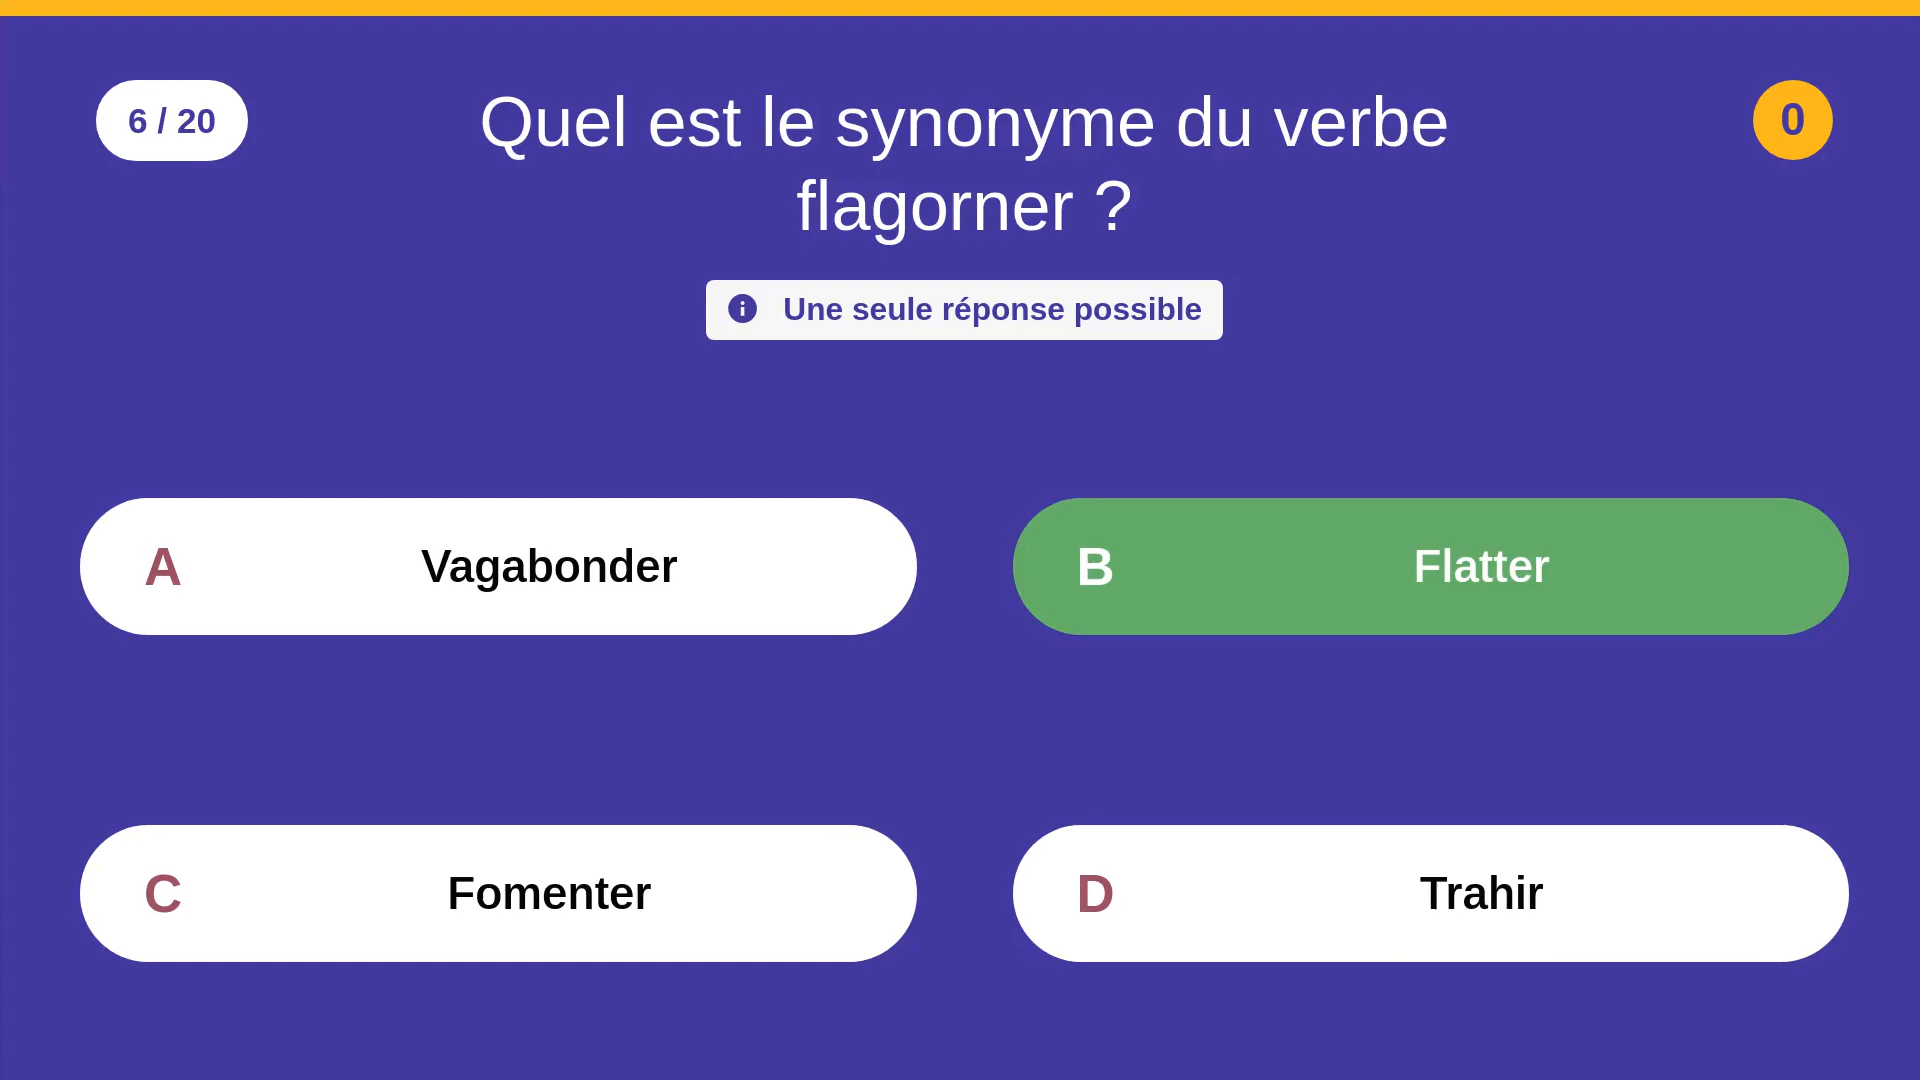 6 / 20
Quel est le synonyme du verbe
flagorner ?
0
Une seule réponse possible
A Vagabonder
B Flatter
C Fomenter
D Trahir